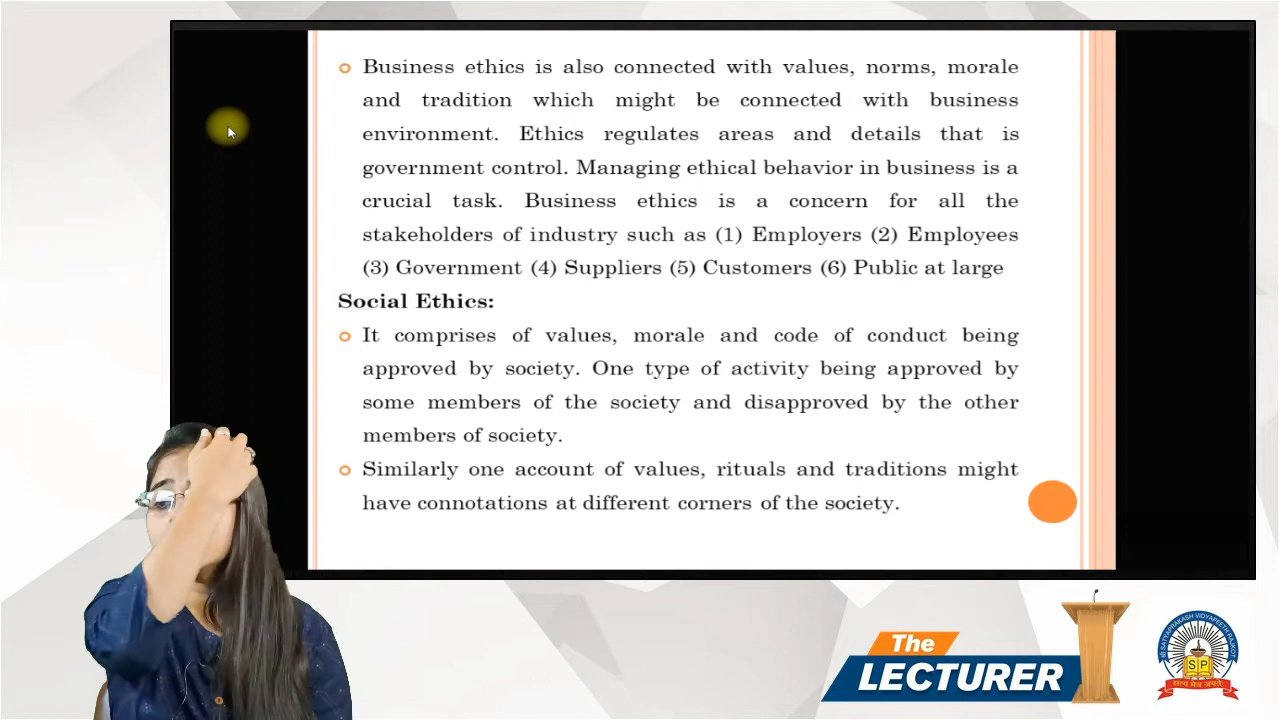 Business ethics is also connected with values, norms, morale
and tradition which might be connected with business
environment. Ethics regulates areas and details that is
government control. Managing ethical behavior in business is a
crucial task. Business ethics is a concern for all the
stakeholders of industry such as (1) Employers (2) Employees
(3) Government (4) Suppliers (5) Customers (6) Public at large
Social Ethics:
It comprises of values, morale and code of conduct being
approved by society. One type of activity being approved by
some members of the society and disapproved by the other
members of society.
Similarly one account of values, rituals and traditions might
have connotations at different corners of the society.
The
LECTURER
SATYAPRAKASH VIDYAPEETH RAJKOT
SP
सत्य मेव जयते